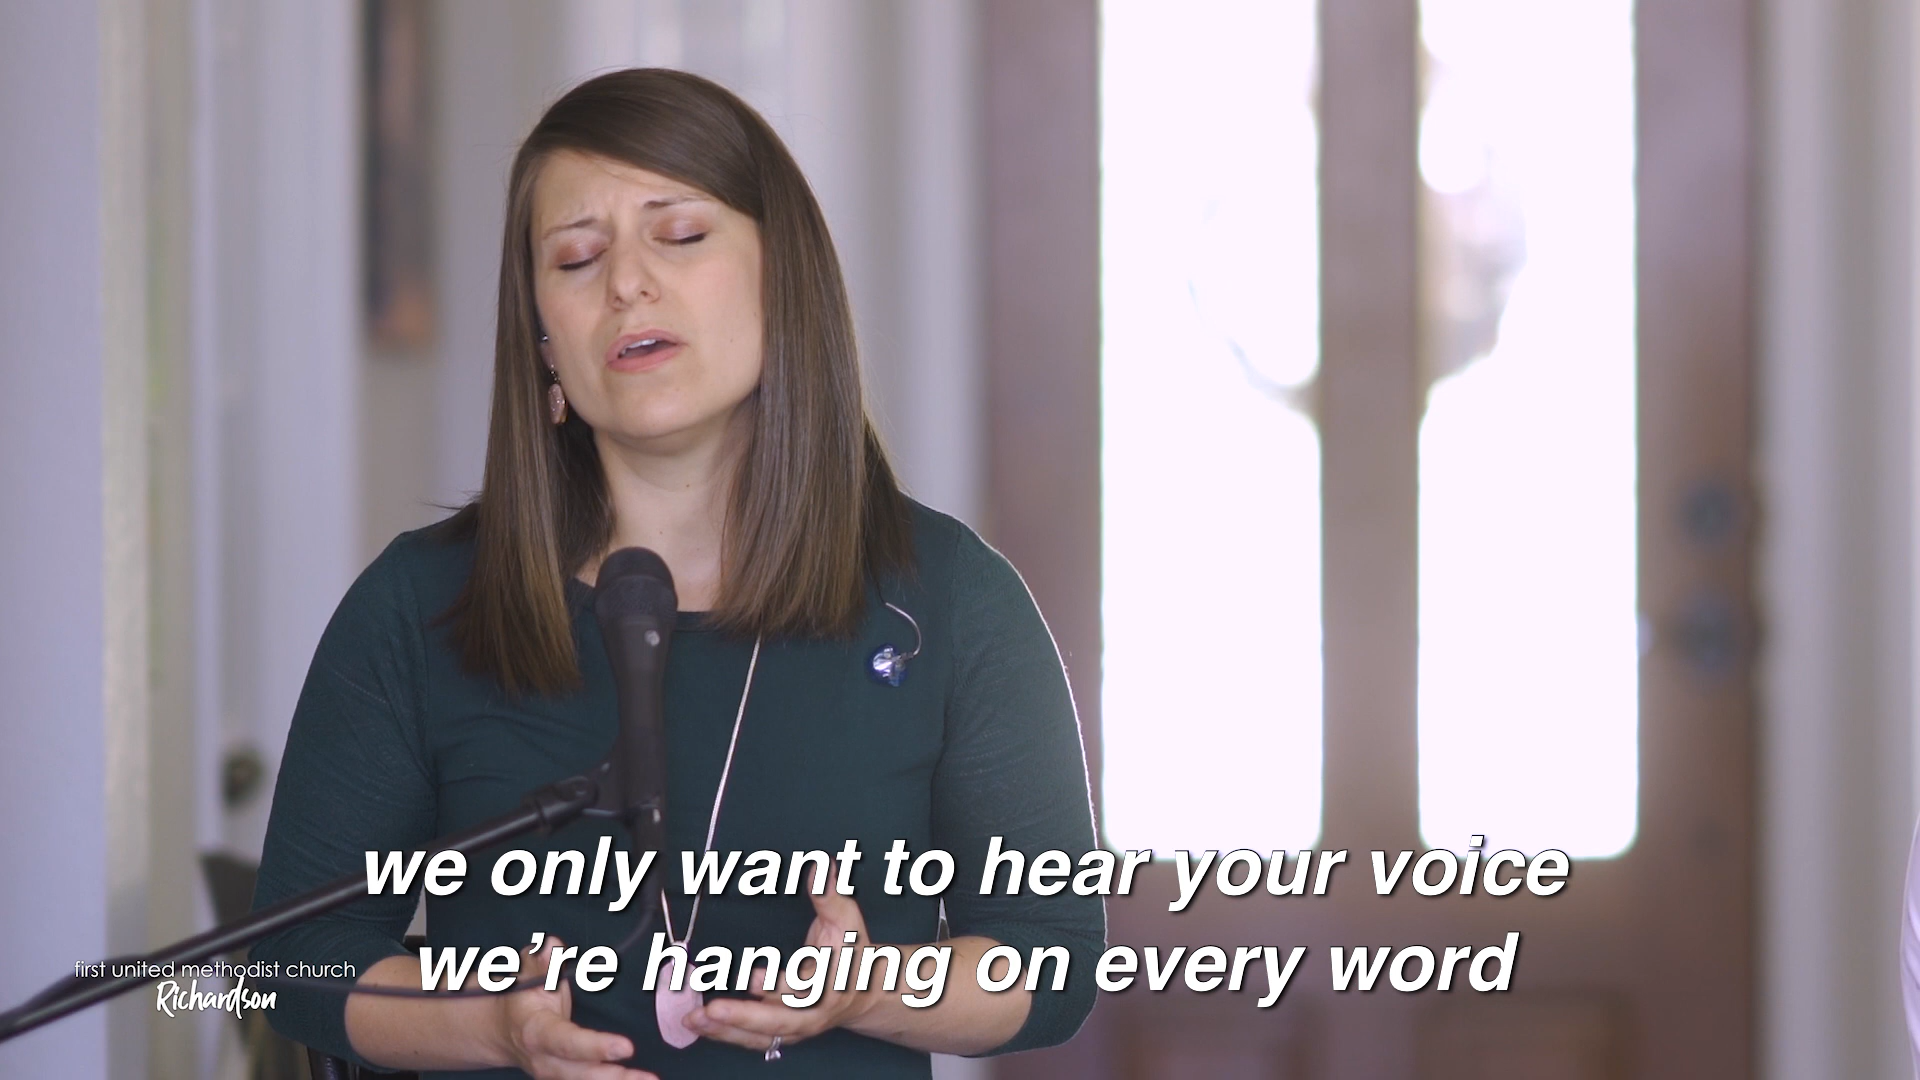 we only want to hear your voice
we're hanging on every word
first united methodist church
Richardson